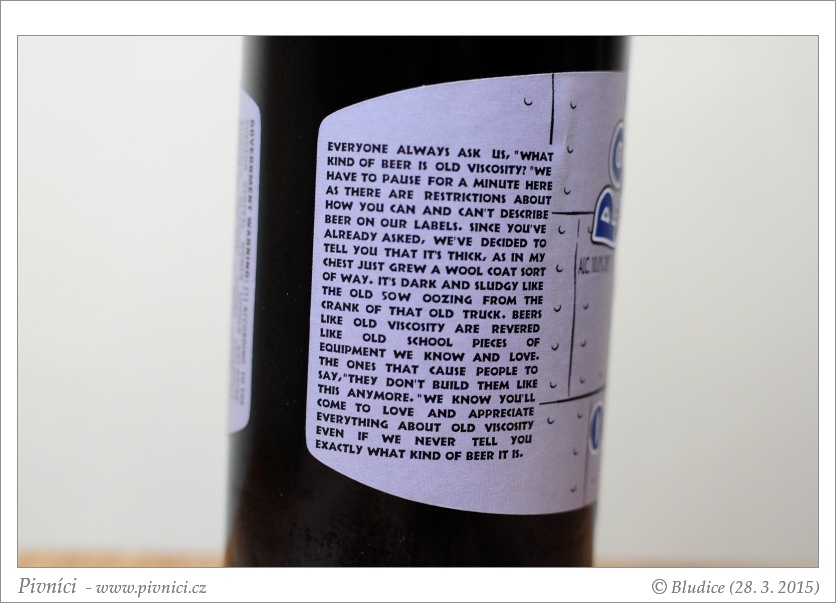 EVERYONE ALWAYS ASK US, "WHAT
KIND OF BEER IS OLD VISCOSITY? "WE
HAVE TO PAUSE FOR A MINUTE HERE
AS THERE ARE RESTRICTIONS ABOUT
HOW YOU CAN AND CAN'T DESCRIBE
BEER ON OUR LABELS. SINCE YOU'VE
ALREADY ASKED, WE'VE DECIDED TO
TELL YOU THAT IT'S THICK, AS IN MY
CHEST JUST GREW A WOOL COAT SORT
OF WAY. IT'S DARK AND SLUDGY LIKE
THE OLD 50W OOZING FROM THE
CRANK OF THAT OLD TRUCK. BEERS
LIKE OLD VISCOSITY ARE REVERED
LIKE OLD SCHOOL PIECES OF
EQUIPMENT WE KNOW AND LOVE.
THE ONES THAT CAUSE PEOPLE TO
SAY, "THEY DON'T BUILD THEM LIKE
THIS ANYMORE. "WE KNOW YOU'LL
COME TO LOVE AND APPRECIATE
EVERYTHING ABOUT OLD VISCOSITY
EVEN IF WE NEVER TELL YOU
EXACTLY WHAT KIND OF BEER IT IS.
GOVERNMENT WARNING: (1) ACCORDING TO THE
ALC.
Pivníci - www.pivnici.cz
© Bludice (28. 3. 2015)